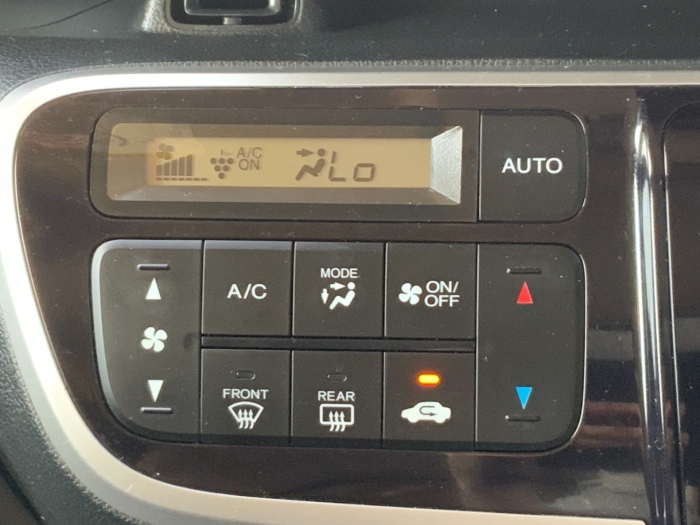 A/C
ON
Lo
AUTO
A/C
MODE
ON/
OFF
FRONT
REAR